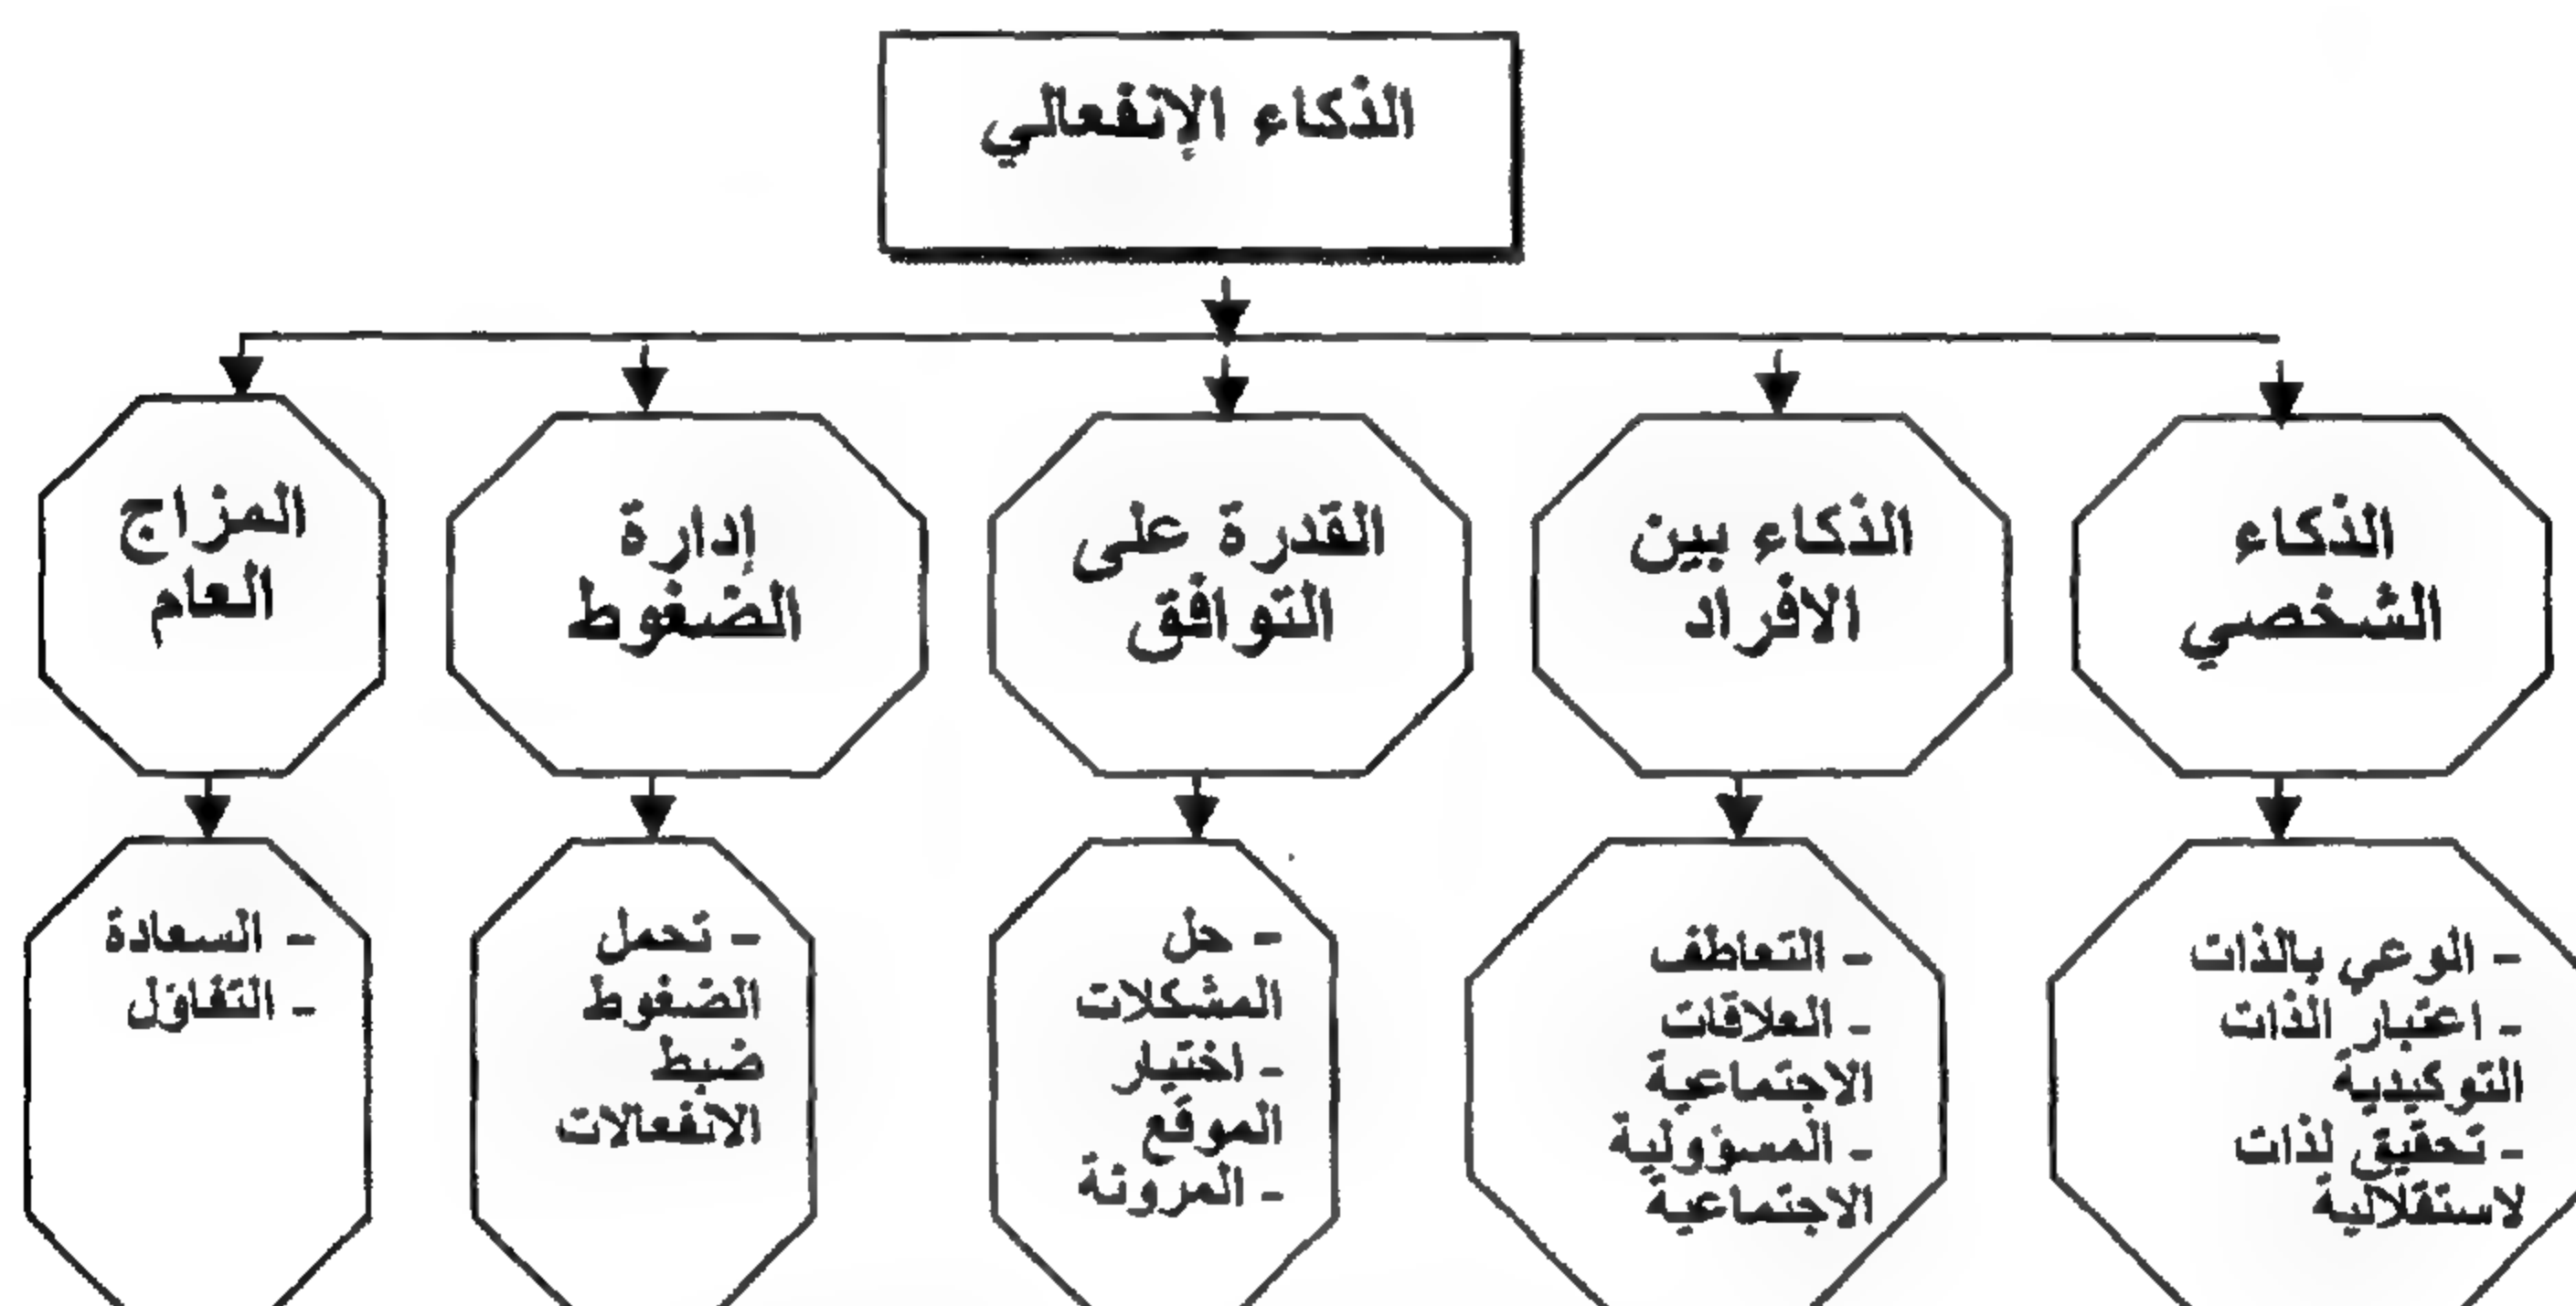 الذكاء الإنفعالي
الذكاء
الشخصي
الذكاء بين
الافراد
القدرة على
التوافق
إدارة
الضغوط
المزاج
العام
- الوعي بالذات
- اعتبار الذات
التوكيدية
- تحقيق لذات
لاستقلالية
- التعاطف
- العلاقات
الاجتماعية
- المسؤولية
الاجتماعية
- حل
المشكلات
- اختبار
الموقع
- المرونة
- تحمل
الضغوط
ضبط
الانفعالات
- السعادة
- التفاؤل